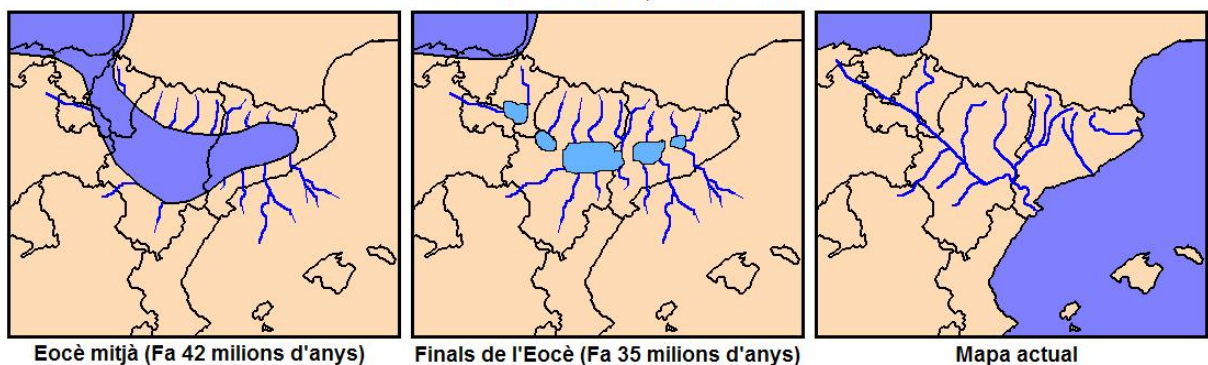 Eocè mitjà (Fa 42 milions d'anys)
Finals de l'Eocè (Fa 35 milions d'anys)
Mapa actual